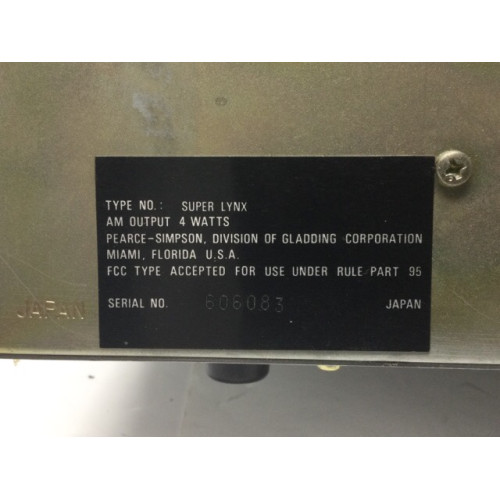 TYPE NO.: SUPER LYNX
AM OUTPUT 4 WATTS
PEARCE-SIMPSON, DIVISION OF GLADDING CORPORATION
MIAMI, FLORIDA U.S.A.
FCC TYPE ACCEPTED FOR USE UNDER RULE PART 95
SERIAL NO. 606083 JAPAN
JAPAN